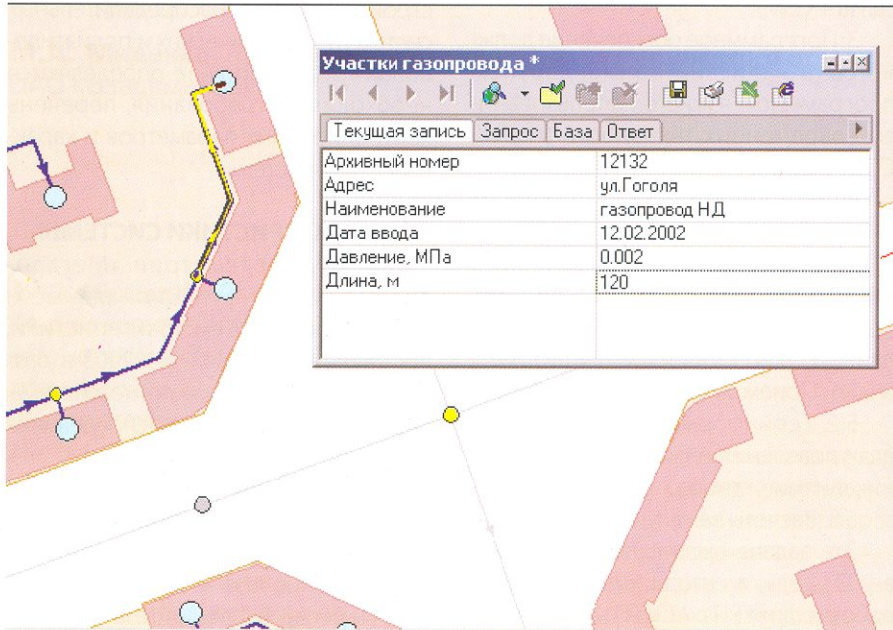 Участки газопровода *
Текущая запись Запрос База Ответ
Архивный номер 12132
Адрес ул.Гоголя
Наименование газопровод НД
Дата ввода 12.02.2002
Давление, МПа 0.002
Длина, м 120